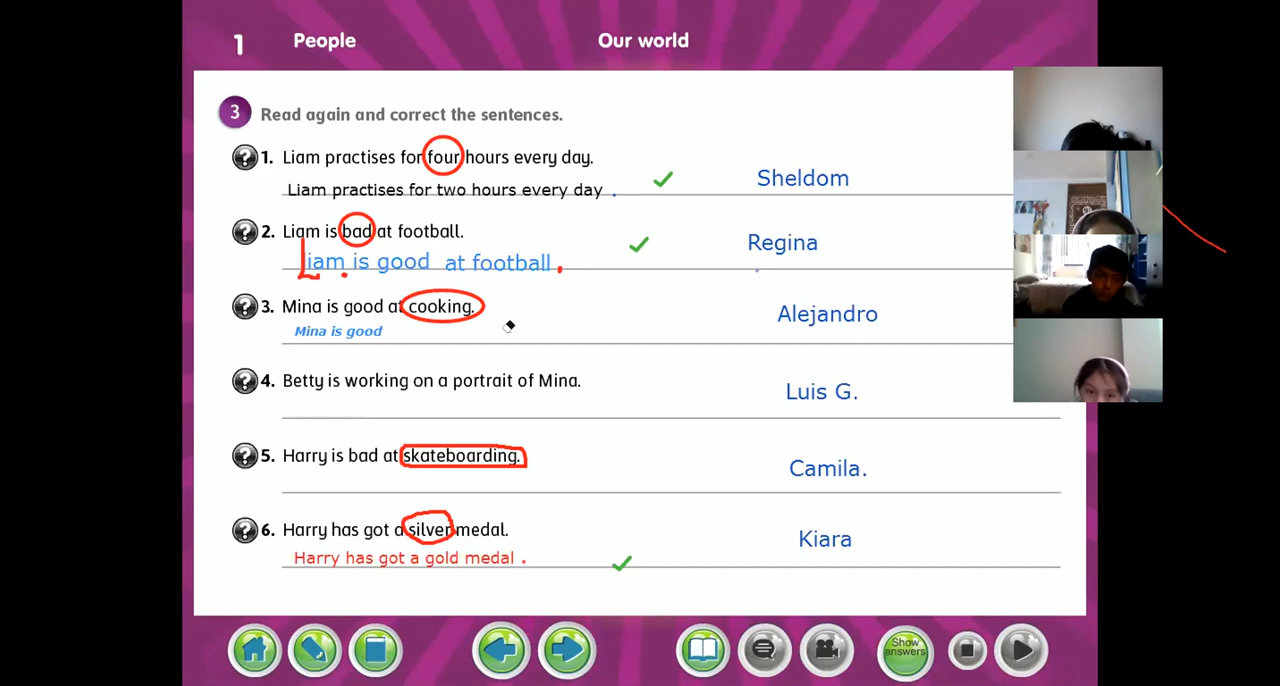 1 People Our world
3 Read again and correct the sentences.
1. Liam practises for four hours every day.
Liam practises for two hours every day . Sheldom
2. Liam is bad at football.
Liam. is good at football . Regina
3. Mina is good at cooking.
Mina is good Alejandro
4. Betty is working on a portrait of Mina.
Luis G.
5. Harry is bad at skateboarding.
Camila.
6. Harry has got a silver medal.
Harry has got a gold medal . Kiara
Show
answers